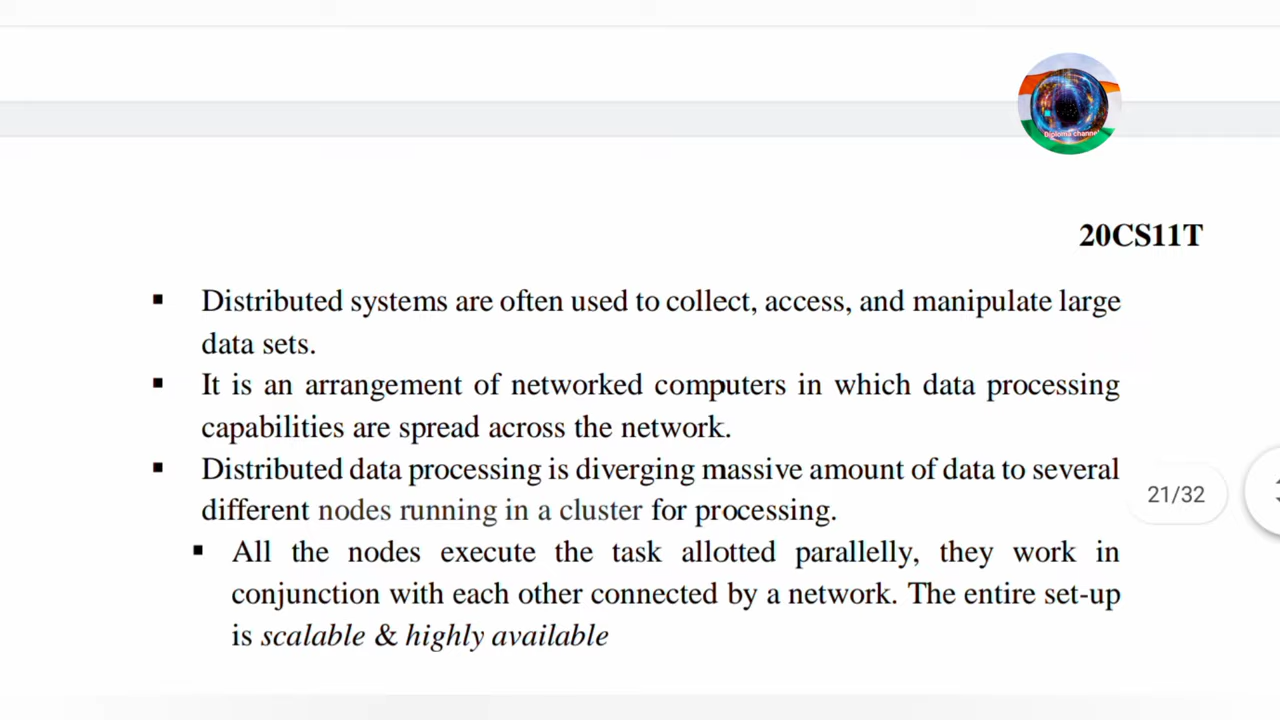 Diploma channel
20CS11T
▪ Distributed systems are often used to collect, access, and manipulate large
data sets.
▪ It is an arrangement of networked computers in which data processing
capabilities are spread across the network.
▪ Distributed data processing is diverging massive amount of data to several
21/32
different nodes running in a cluster for processing.
▪ All the nodes execute the task allotted parallelly, they work in
conjunction with each other connected by a network. The entire set-up
is scalable & highly available